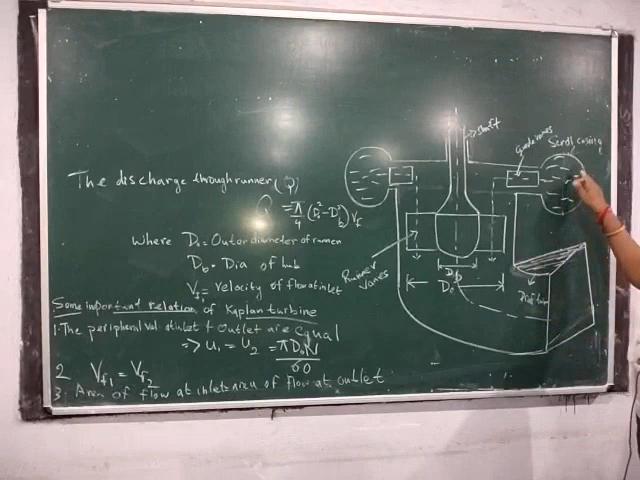 The discharge through runner (Q)
Q = π/4 (D₀² - D_b²) V_f
Where D₀ = Outer diameter of runner
D_b = Dia of hub
V_f = Velocity of flow at inlet
Some important relation of Kaplan turbine
1. The peripheral vel. at inlet & outlet are equal
=> u₁ = u₂ = πD₀N/60
2 V_f₁ = V_f₂
3. Area of flow at inlet = area of flow at outlet
shaft
Guide vanes
Scroll casing
Runner vanes
D_b
D₀